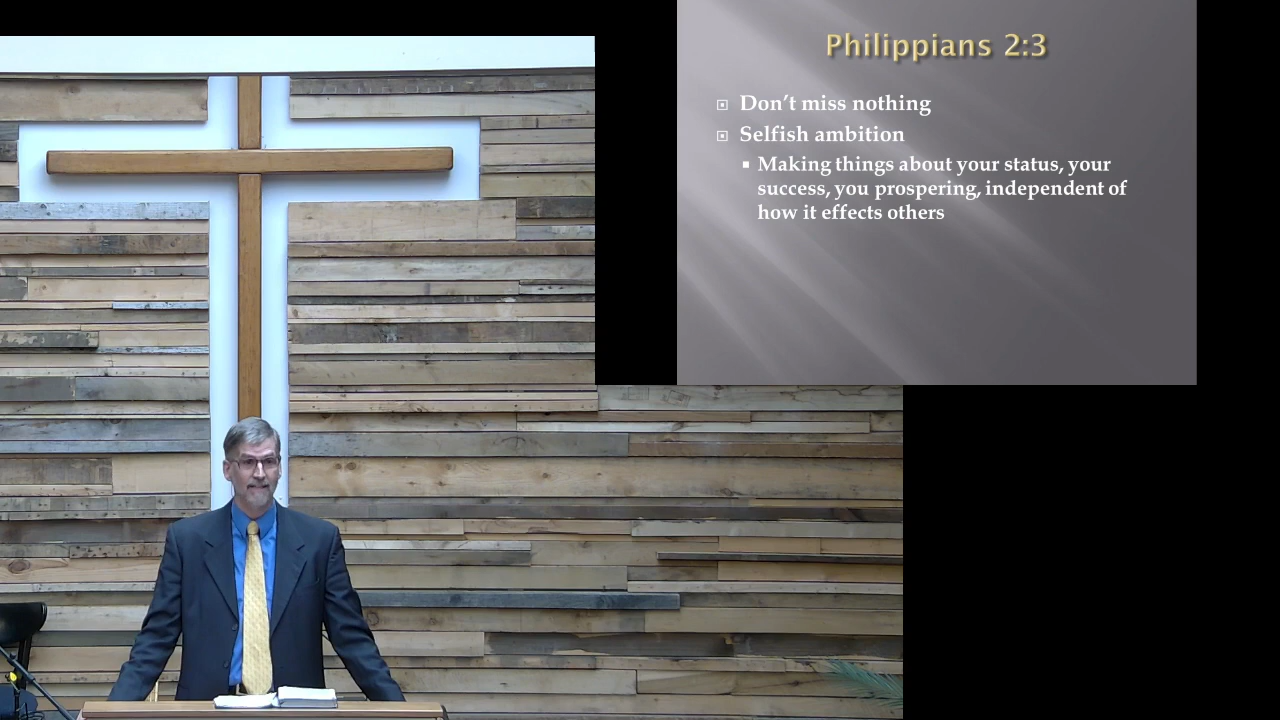 Philippians 2:3
Don't miss nothing
Selfish ambition
Making things about your status, your
success, you prospering, independent of
how it effects others